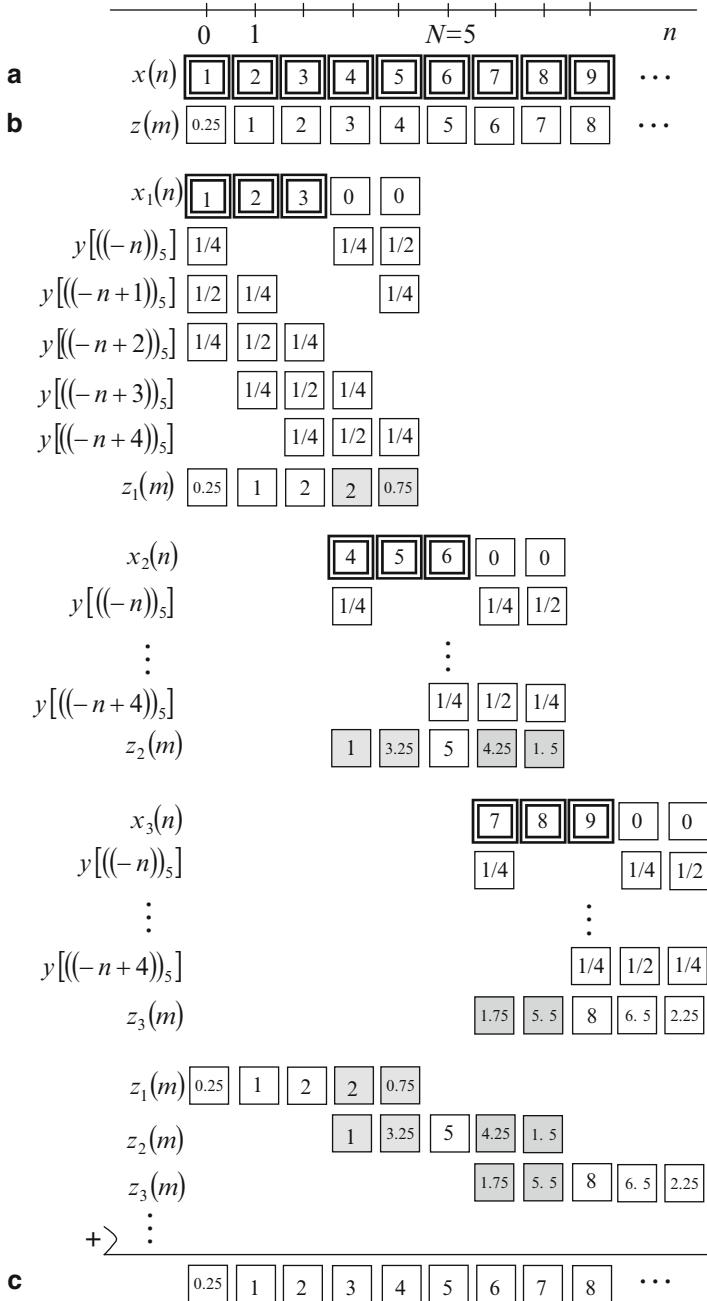 0 1 N=5 n
a x(n) 1 2 3 4 5 6 7 8 9 ⋯
b z(m) 0.25 1 2 3 4 5 6 7 8 ⋯
x₁(n) 1 2 3 0 0
y[((−n))₅] 1/4 1/4 1/2
y[((−n+1))₅] 1/2 1/4 1/4
y[((−n+2))₅] 1/4 1/2 1/4
y[((−n+3))₅] 1/4 1/2 1/4
y[((−n+4))₅] 1/4 1/2 1/4
z₁(m) 0.25 1 2 2 0.75
x₂(n) 4 5 6 0 0
y[((−n))₅] 1/4 1/4 1/2
⋮ ⋮
y[((−n+4))₅] 1/4 1/2 1/4
z₂(m) 1 3.25 5 4.25 1. 5
x₃(n) 7 8 9 0 0
y[((−n))₅] 1/4 1/4 1/2
⋮ ⋮
y[((−n+4))₅] 1/4 1/2 1/4
z₃(m) 1.75 5. 5 8 6. 5 2.25
z₁(m) 0.25 1 2 2 0.75
z₂(m) 1 3.25 5 4.25 1. 5
z₃(m) 1.75 5. 5 8 6. 5 2.25
⋮
+
c 0.25 1 2 3 4 5 6 7 8 ⋯